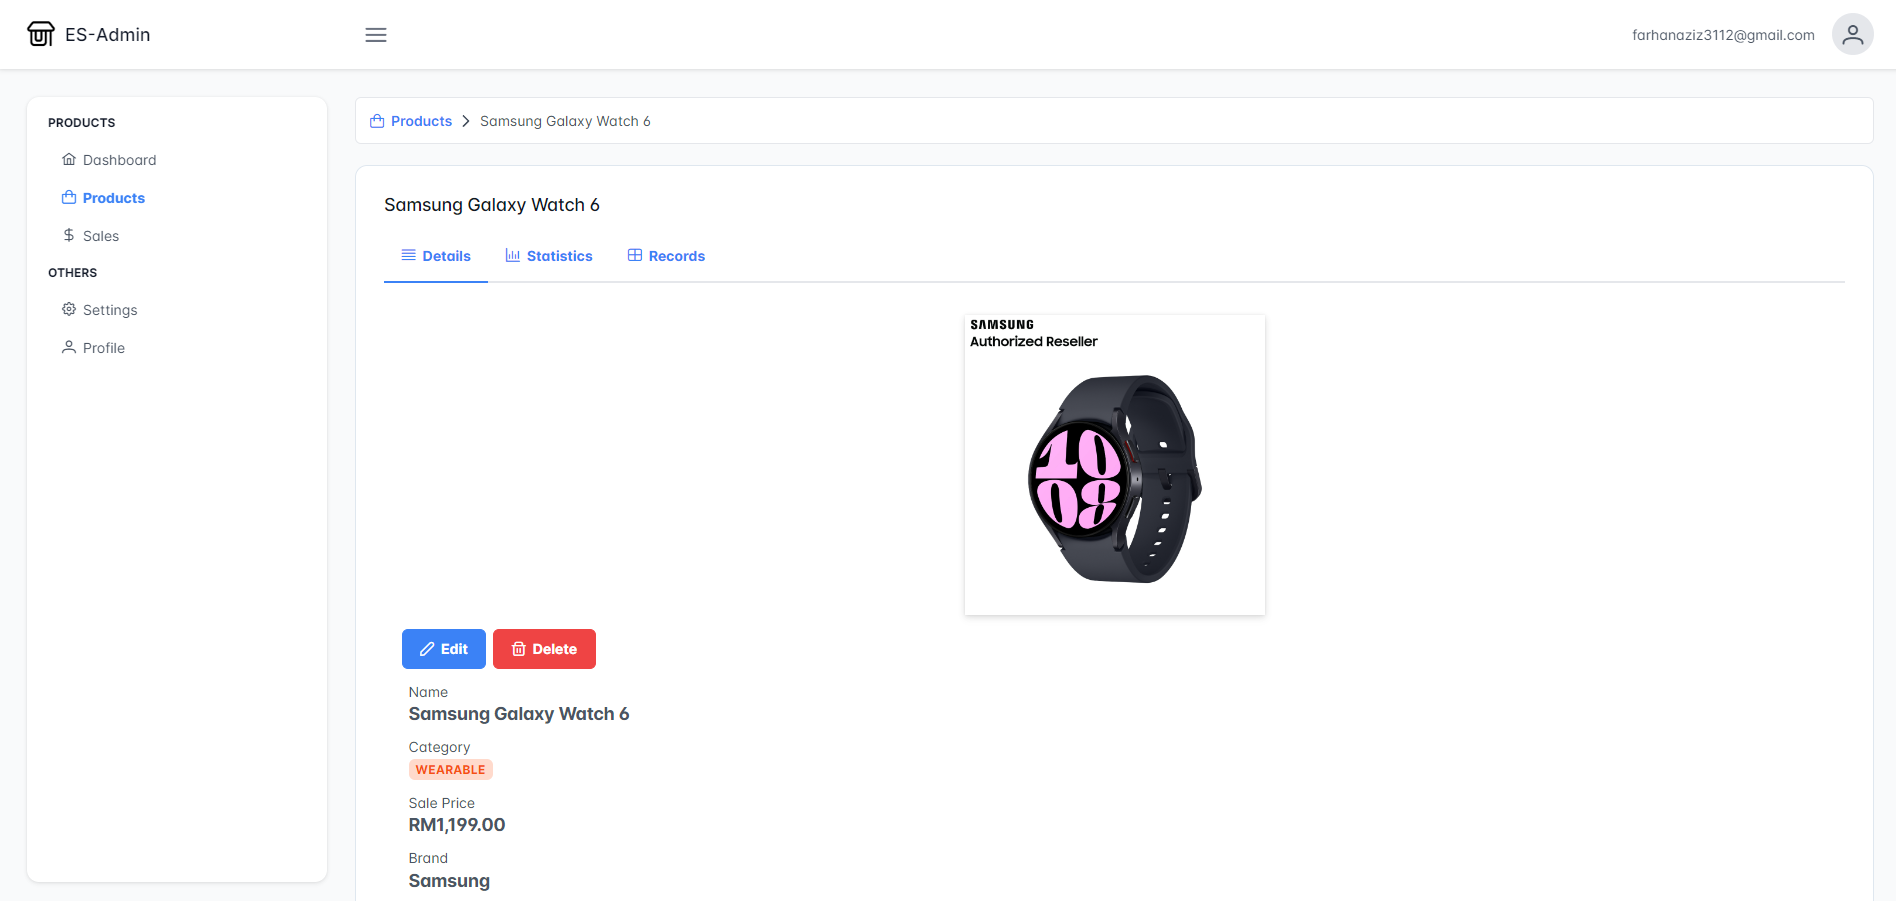 ES-Admin
farhanaziz3112@gmail.com
PRODUCTS
Dashboard
Products
Sales
OTHERS
Settings
Profile
Products > Samsung Galaxy Watch 6
Samsung Galaxy Watch 6
Details Statistics Records
SAMSUNG
Authorized Reseller
10
08
Edit Delete
Name
Samsung Galaxy Watch 6
Category
WEARABLE
Sale Price
RM1,199.00
Brand
Samsung